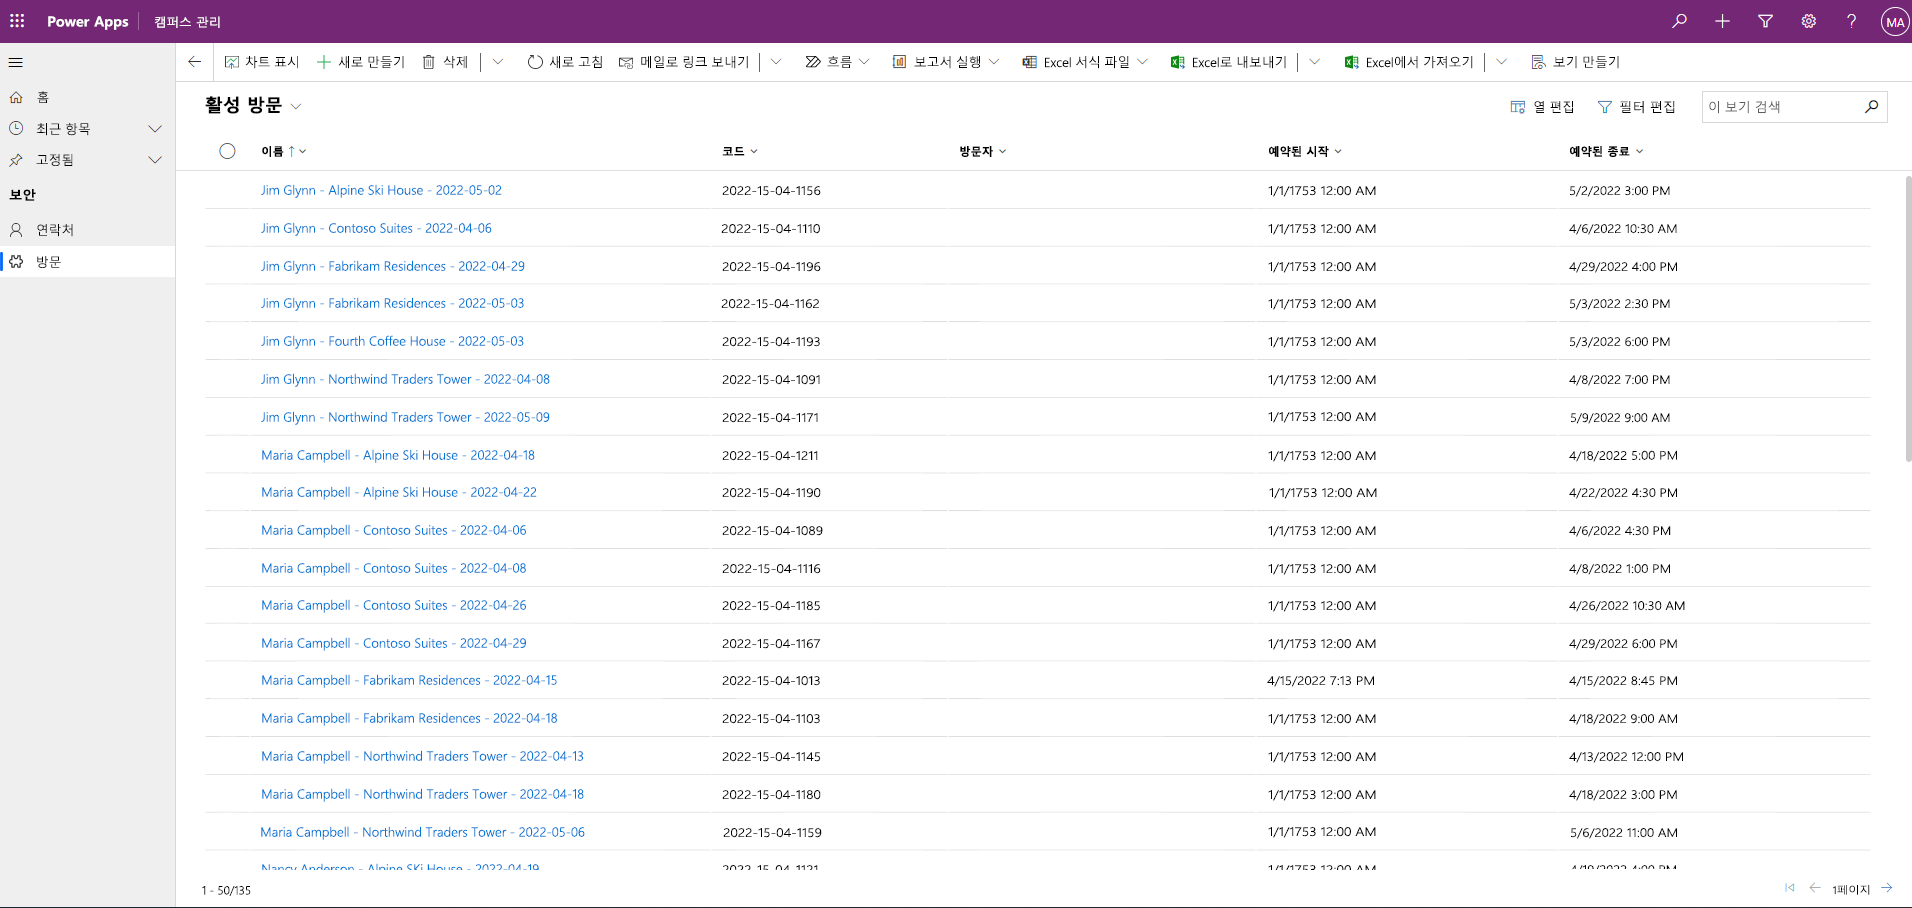 Power Apps 캠퍼스 관리 MA
차트 표시 새로 만들기 삭제 새로 고침 메일로 링크 보내기 흐름 보고서 실행 Excel 서식 파일 Excel로 내보내기 Excel에서 가져오기 보기 만들기
홈
최근 항목
고정됨
보안
연락처
방문
활성 방문 열 편집 필터 편집 이 보기 검색
이름 코드 방문자 예약된 시작 예약된 종료
Jim Glynn - Alpine Ski House - 2022-05-02 2022-15-04-1156 1/1/1753 12:00 AM 5/2/2022 3:00 PM
Jim Glynn - Contoso Suites - 2022-04-06 2022-15-04-1110 1/1/1753 12:00 AM 4/6/2022 10:30 AM
Jim Glynn - Fabrikam Residences - 2022-04-29 2022-15-04-1196 1/1/1753 12:00 AM 4/29/2022 4:00 PM
Jim Glynn - Fabrikam Residences - 2022-05-03 2022-15-04-1162 1/1/1753 12:00 AM 5/3/2022 2:30 PM
Jim Glynn - Fourth Coffee House - 2022-05-03 2022-15-04-1193 1/1/1753 12:00 AM 5/3/2022 6:00 PM
Jim Glynn - Northwind Traders Tower - 2022-04-08 2022-15-04-1091 1/1/1753 12:00 AM 4/8/2022 7:00 PM
Jim Glynn - Northwind Traders Tower - 2022-05-09 2022-15-04-1171 1/1/1753 12:00 AM 5/9/2022 9:00 AM
Maria Campbell - Alpine Ski House - 2022-04-18 2022-15-04-1211 1/1/1753 12:00 AM 4/18/2022 5:00 PM
Maria Campbell - Alpine Ski House - 2022-04-22 2022-15-04-1190 1/1/1753 12:00 AM 4/22/2022 4:30 PM
Maria Campbell - Contoso Suites - 2022-04-06 2022-15-04-1089 1/1/1753 12:00 AM 4/6/2022 4:30 PM
Maria Campbell - Contoso Suites - 2022-04-08 2022-15-04-1116 1/1/1753 12:00 AM 4/8/2022 1:00 PM
Maria Campbell - Contoso Suites - 2022-04-26 2022-15-04-1185 1/1/1753 12:00 AM 4/26/2022 10:30 AM
Maria Campbell - Contoso Suites - 2022-04-29 2022-15-04-1167 1/1/1753 12:00 AM 4/29/2022 6:00 PM
Maria Campbell - Fabrikam Residences - 2022-04-15 2022-15-04-1013 4/15/2022 7:13 PM 4/15/2022 8:45 PM
Maria Campbell - Fabrikam Residences - 2022-04-18 2022-15-04-1103 1/1/1753 12:00 AM 4/18/2022 9:00 AM
Maria Campbell - Northwind Traders Tower - 2022-04-13 2022-15-04-1145 1/1/1753 12:00 AM 4/13/2022 12:00 PM
Maria Campbell - Northwind Traders Tower - 2022-04-18 2022-15-04-1180 1/1/1753 12:00 AM 4/18/2022 3:00 PM
Maria Campbell - Northwind Traders Tower - 2022-05-06 2022-15-04-1159 1/1/1753 12:00 AM 5/6/2022 11:00 AM
Nancy Anderson - Alpine SKi House - 2022-04-19 2022-15-04-1121 1/1/1753 12:00 AM 4/19/2022 4:00 PM
1 - 50/135 1페이지